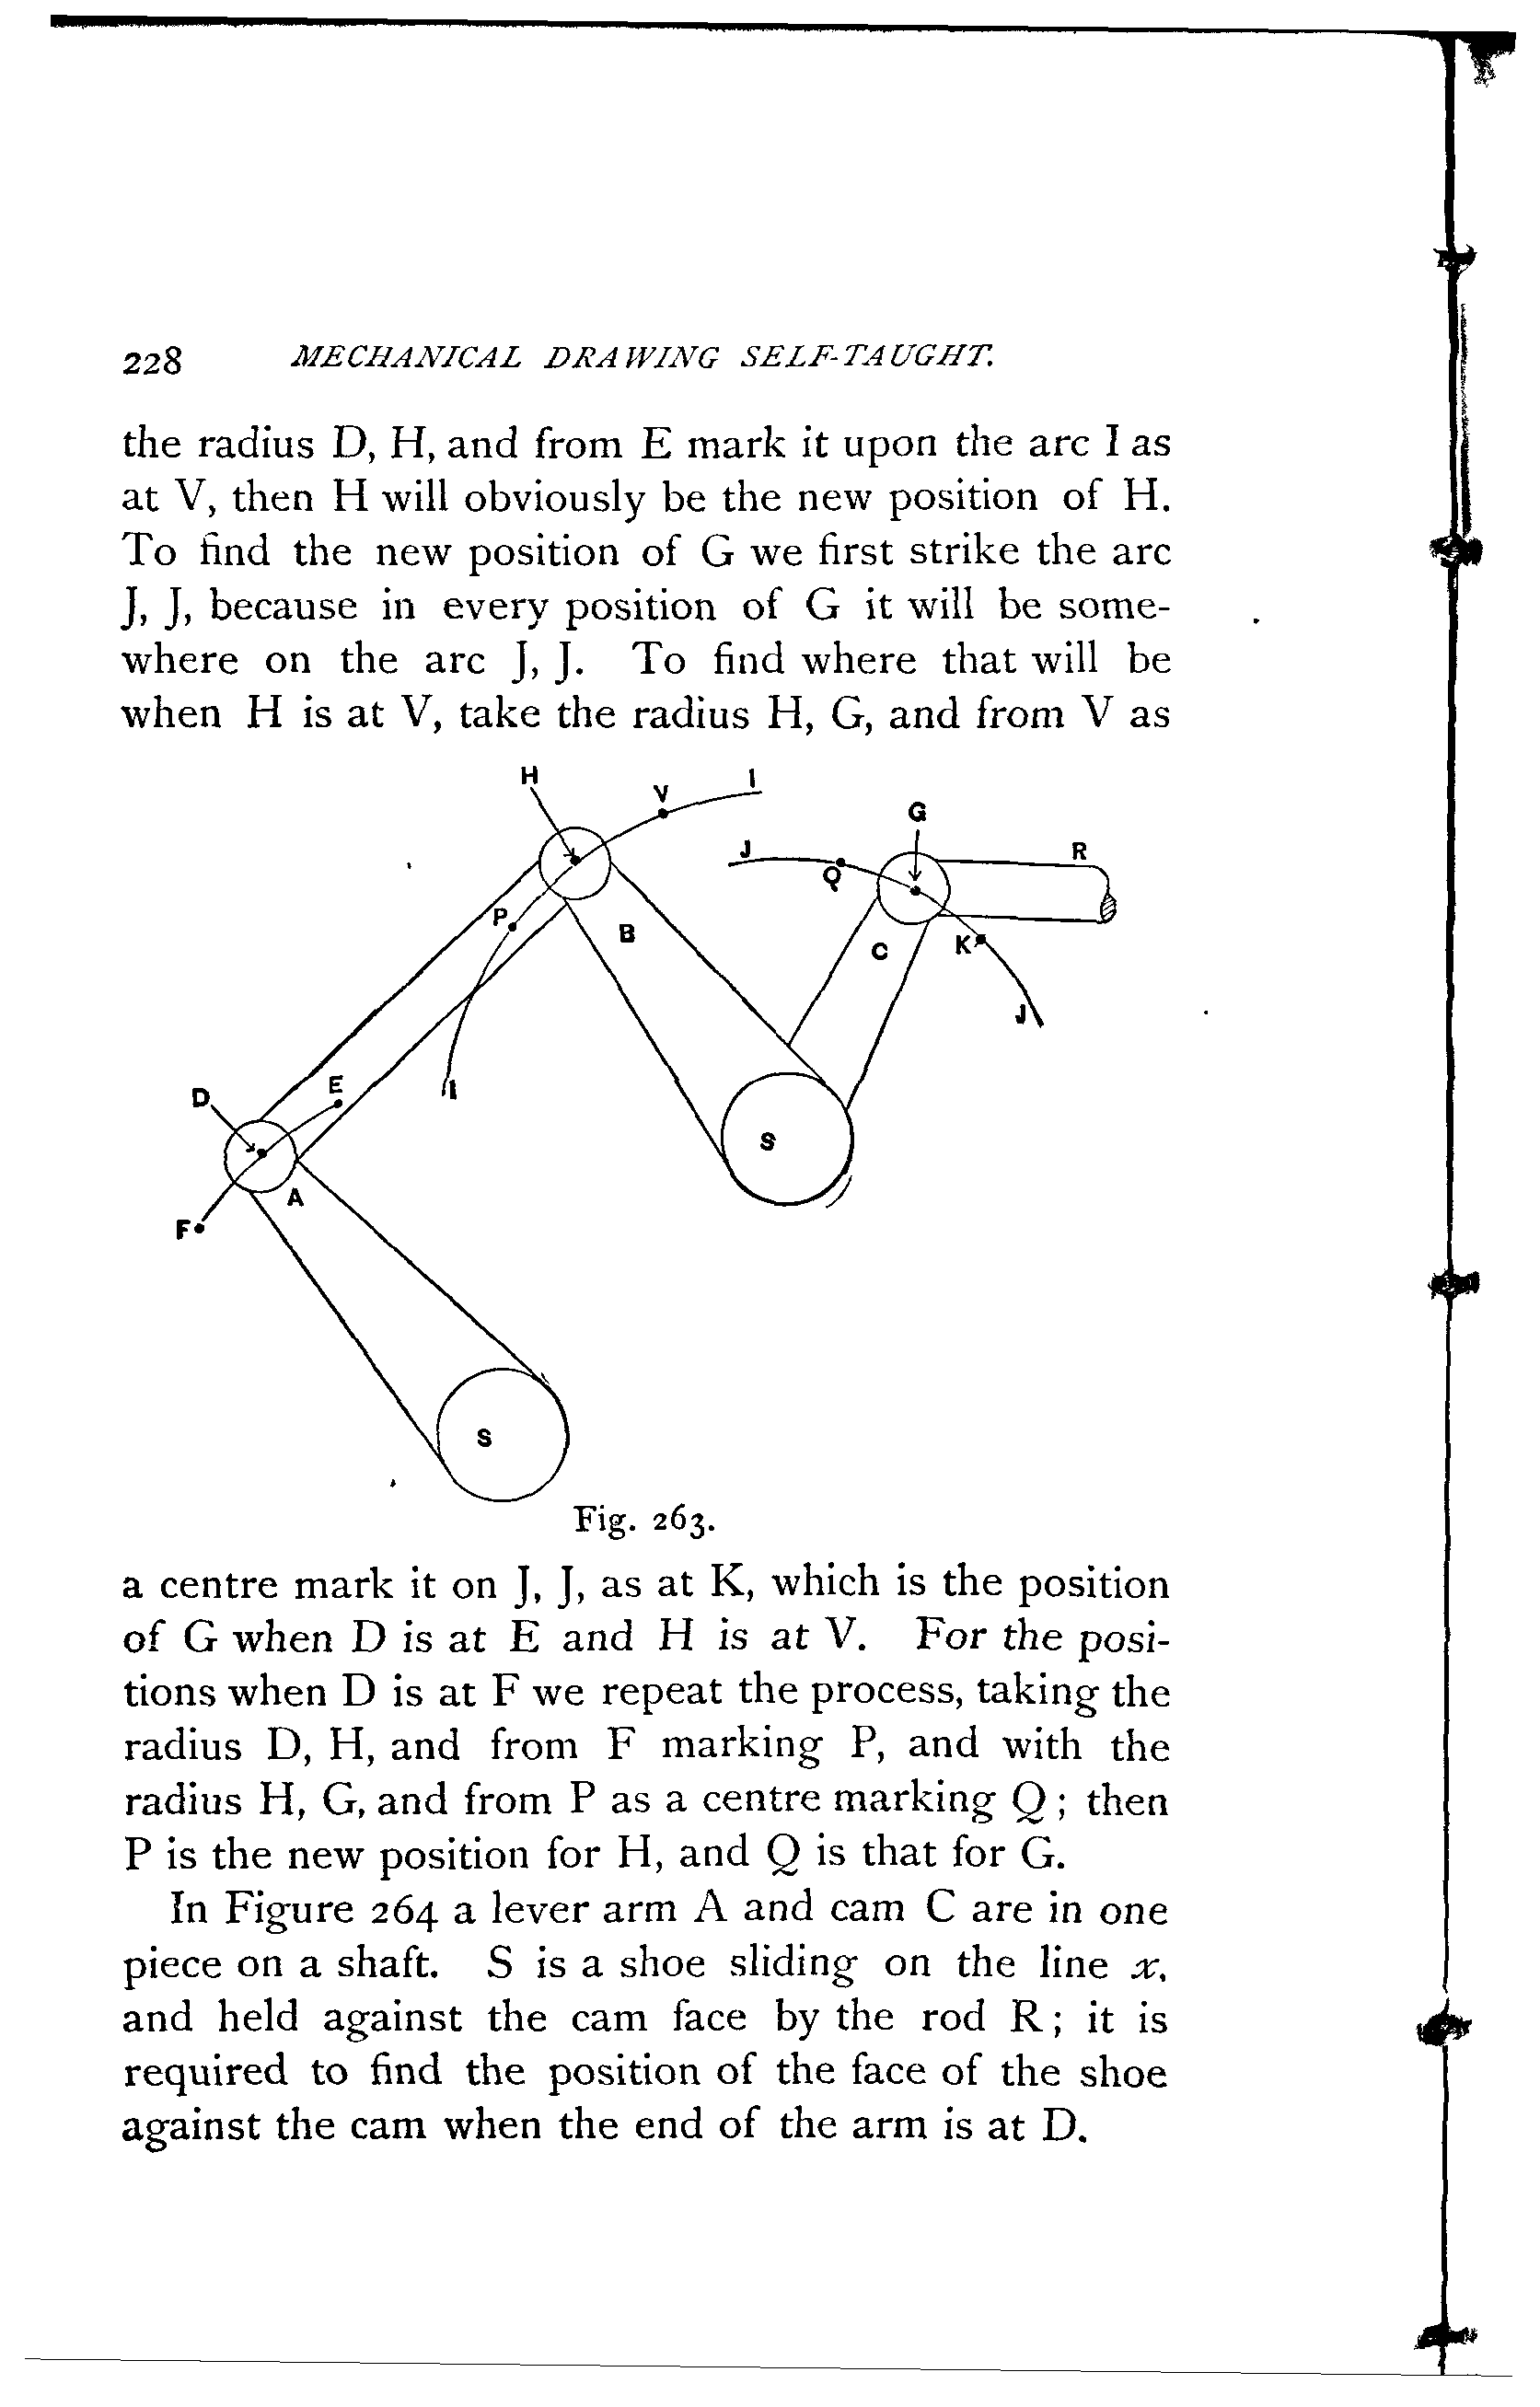 228 MECHANICAL DRAWING SELF-TAUGHT.
the radius D, H, and from E mark it upon the arc I as
at V, then H will obviously be the new position of H.
To find the new position of G we first strike the arc
J, J, because in every position of G it will be some-
where on the arc J, J. To find where that will be
when H is at V, take the radius H, G, and from V as
H
V
I
G
J
Q
R
P
B
C
K
J
D
E
I
S
A
F
S
Fig. 263.
a centre mark it on J, J, as at K, which is the position
of G when D is at E and H is at V. For the posi-
tions when D is at F we repeat the process, taking the
radius D, H, and from F marking P, and with the
radius H, G, and from P as a centre marking Q; then
P is the new position for H, and Q is that for G.
In Figure 264 a lever arm A and cam C are in one
piece on a shaft. S is a shoe sliding on the line x,
and held against the cam face by the rod R; it is
required to find the position of the face of the shoe
against the cam when the end of the arm is at D.